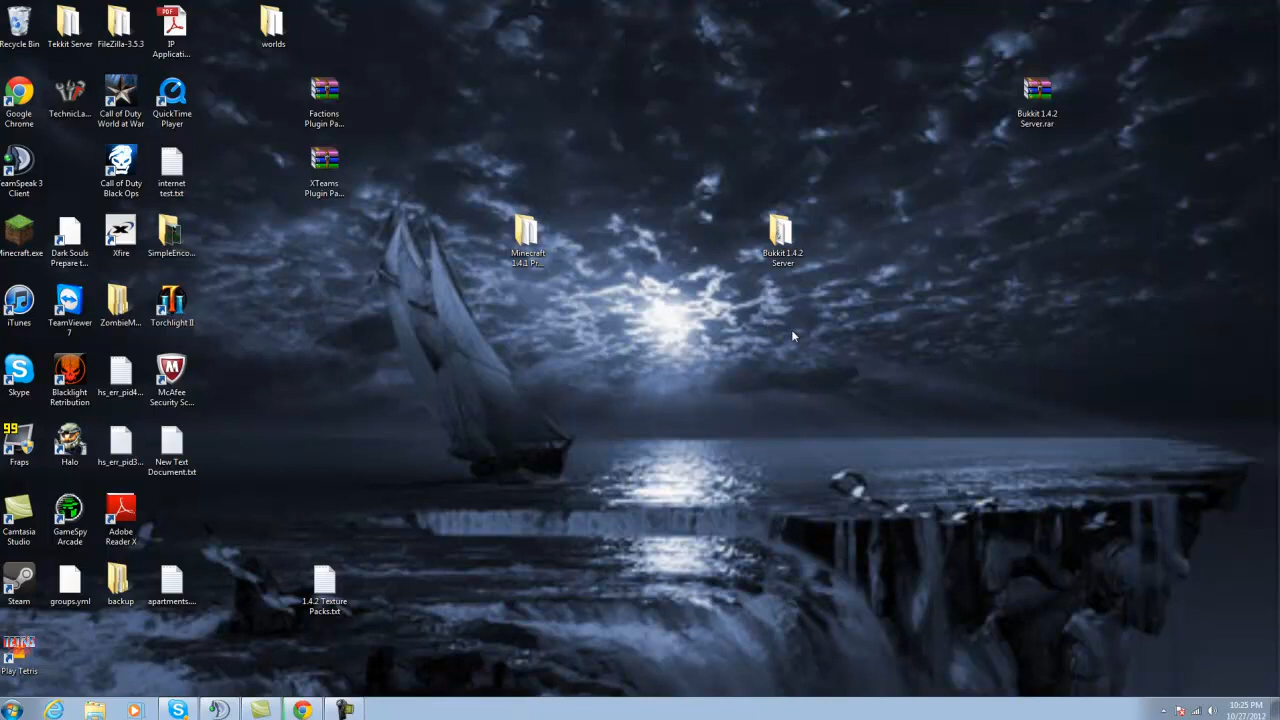 Recycle Bin
Tekkit Server
FileZilla-3.5.3
IP
Applicati...
worlds
Google
Chrome
TechnicLa...
Call of Duty
World at War
QuickTime
Player
Factions
Plugin Pa...
Bukkit 1.4.2
Server.rar
TeamSpeak 3
Client
Call of Duty
Black Ops
internet
test.txt
XTeams
Plugin Pa...
Minecraft.exe
Dark Souls
Prepare t...
Xfire
SimpleEnco...
Minecraft
1.4.1 Pr...
Bukkit 1.4.2
Server
iTunes
TeamViewer
7
ZombieM...
Torchlight II
Skype
Blacklight
Retribution
hs_err_pid4...
McAfee
Security Sc...
99
Fraps
Halo
hs_err_pid3...
New Text
Document.txt
Camtasia
Studio
GameSpy
Arcade
Adobe
Reader X
Steam
groups.yml
backup
apartments....
1.4.2 Texture
Packs.txt
TETRIS
Play Tetris
10:25 PM
10/27/2012